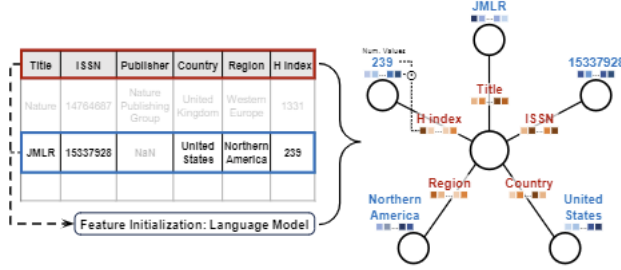 Title ISSN Publisher Country Region H Index
Nature 14764687 Nature Publishing Group United Kingdom Western Europe 1331
JMLR 15337928 NaN United States Northern America 239
Feature Initialization: Language Model
JMLR
Num. Values
239
15337928
Title
H index
ISSN
Region
Country
Northern America
United States